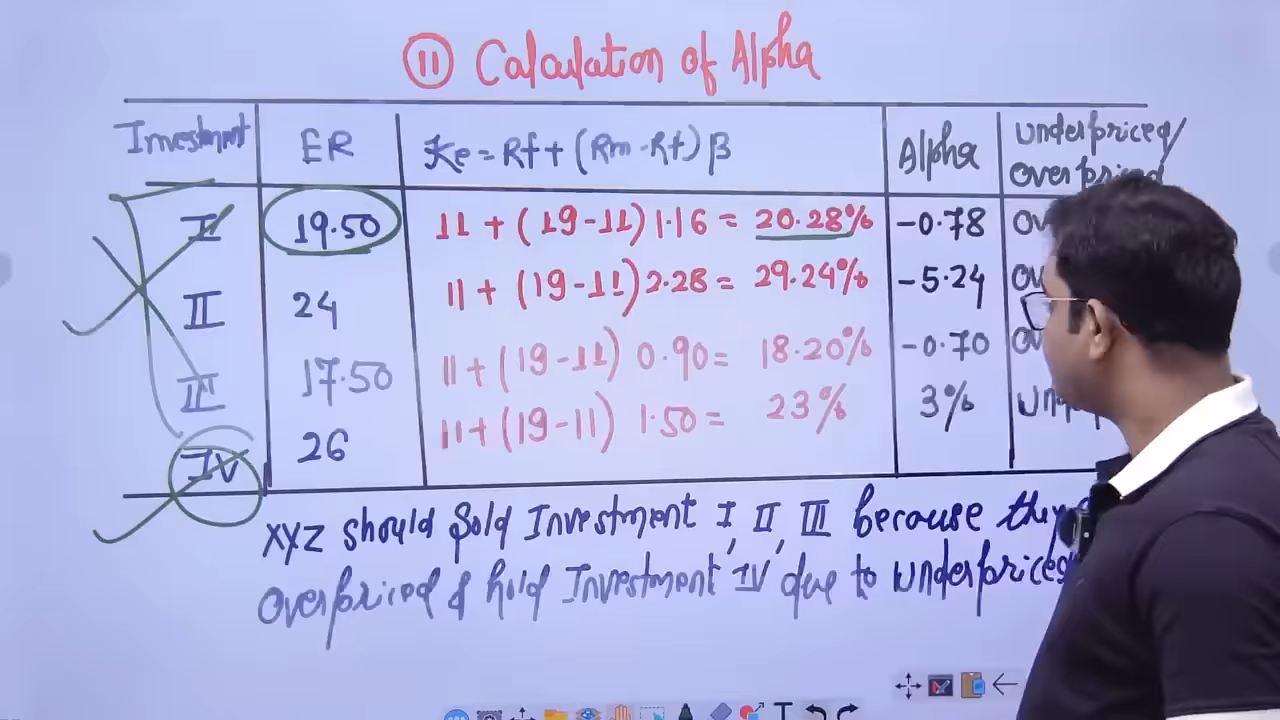 11 Calculation of Alpha
Investment ER Ke = Rf + (Rm - Rf) β Alpha underpriced/ overpriced
I 19.50 11 + (19-11) 1.16 = 20.28% -0.78
II 24 11 + (19-11) 2.28 = 29.24% -5.24
III 17.50 11 + (19-11) 0.90 = 18.20% -0.70
IV 26 11 + (19-11) 1.50 = 23% 3%
XYZ should Sold Investment I, II, III because they
overpriced & hold Investment 'IV' due to underprices